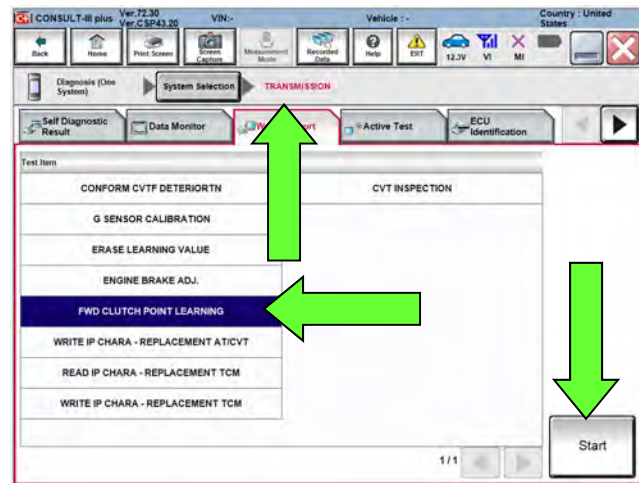 CONSULT-III plus Ver.72.30 VIN:- Vehicle : - Country : United
Ver.CSP43.20 States
Back Home Print Screen Screen Capture Measurement Mode Recorded Data Help ERT 12.3V VI MI
Diagnosis (One System) System Selection TRANSMISSION
Self Diagnostic Result Data Monitor Active Test ECU Identification
Test Item
CONFORM CVTF DETERIORTN CVT INSPECTION
G SENSOR CALIBRATION
ERASE LEARNING VALUE
ENGINE BRAKE ADJ.
FWD CLUTCH POINT LEARNING
WRITE IP CHARA - REPLACEMENT AT/CVT
READ IP CHARA - REPLACEMENT TCM
WRITE IP CHARA - REPLACEMENT TCM
1/1
Start